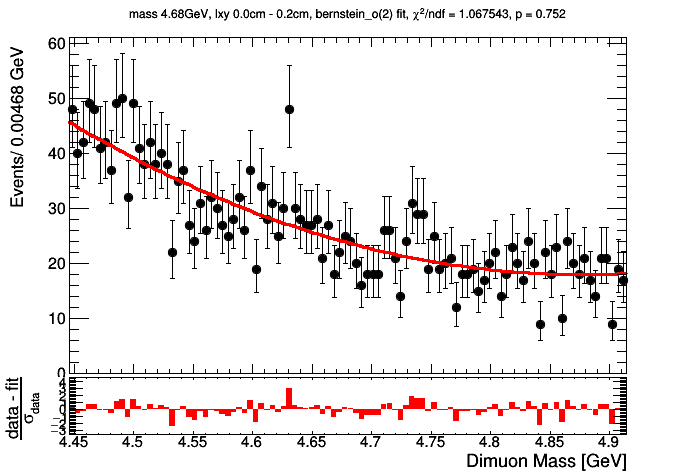 mass 4.68GeV, lxy 0.0cm - 0.2cm, bernstein_o(2) fit, χ²/ndf = 1.067543, p = 0.752
Events/ 0.00468 GeV
60
50
40
30
20
10
0
data - fit
σdata
4
3
2
1
0
4.45 4.5 4.55 4.6 4.65 4.7 4.75 4.8 4.85 4.9
Dimuon Mass [GeV]